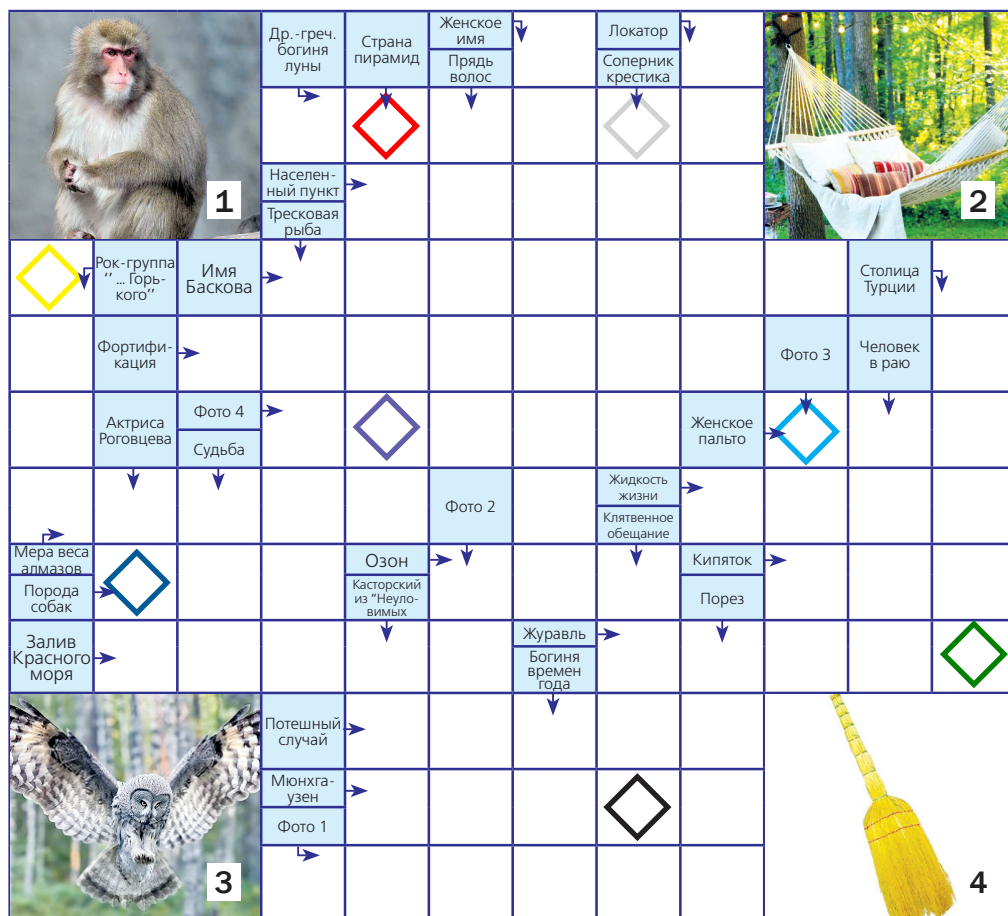 Др.-греч.
богиня
луны
Страна
пирамид
Женское
имя
Прядь
волос
Локатор
Соперник
крестика
1
Населен-
ный пункт
Тресковая
рыба
2
Рок-группа
‘‘ ... Горь-
кого’’
Имя
Баскова
Столица
Турции
Фортифи-
кация
Фото 3
Человек
в раю
Актриса
Роговцева
Фото 4
Судьба
Женское
пальто
Фото 2
Жидкость
жизни
Клятвенное
обещание
Мера веса
алмазов
Порода
собак
Озон
Касторский
из “Неуло-
вимых
Кипяток
Порез
Залив
Красного
моря
Журавль
Богиня
времен
года
Потешный
случай
Мюнхга-
узен
Фото 1
3
4